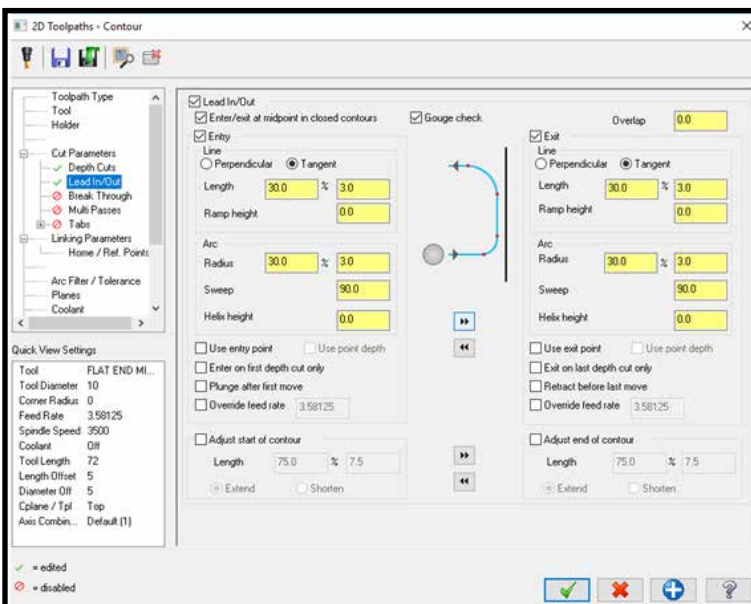 2D Toolpaths - Contour
Toolpath Type
Tool
Holder
Cut Parameters
Depth Cuts
Lead In/Out
Break Through
Multi Passes
Tabs
Linking Parameters
Home / Ref. Points
Arc Filter / Tolerance
Planes
Coolant
Quick View Settings
Tool FLAT END MI...
Tool Diameter 10
Corner Radius 0
Feed Rate 3.58125
Spindle Speed 3500
Coolant Off
Tool Length 72
Length Offset 5
Diameter Off 5
Cplane / Tpl Top
Axis Combin... Default (1)
= edited
= disabled
Lead In/Out
Enter/exit at midpoint in closed contours
Gouge check
Overlap 0.0
Entry
Line
Perpendicular Tangent
Length 30.0 % 3.0
Ramp height 0.0
Arc
Radius 30.0 % 3.0
Sweep 90.0
Helix height 0.0
Use entry point Use point depth
Enter on first depth cut only
Plunge after first move
Override feed rate 3.58125
Adjust start of contour
Length 75.0 % 7.5
Extend Shorten
Exit
Line
Perpendicular Tangent
Length 30.0 % 3.0
Ramp height 0.0
Arc
Radius 30.0 % 3.0
Sweep 90.0
Helix height 0.0
Use exit point Use point depth
Exit on last depth cut only
Retract before last move
Override feed rate 3.58125
Adjust end of contour
Length 75.0 % 7.5
Extend Shorten